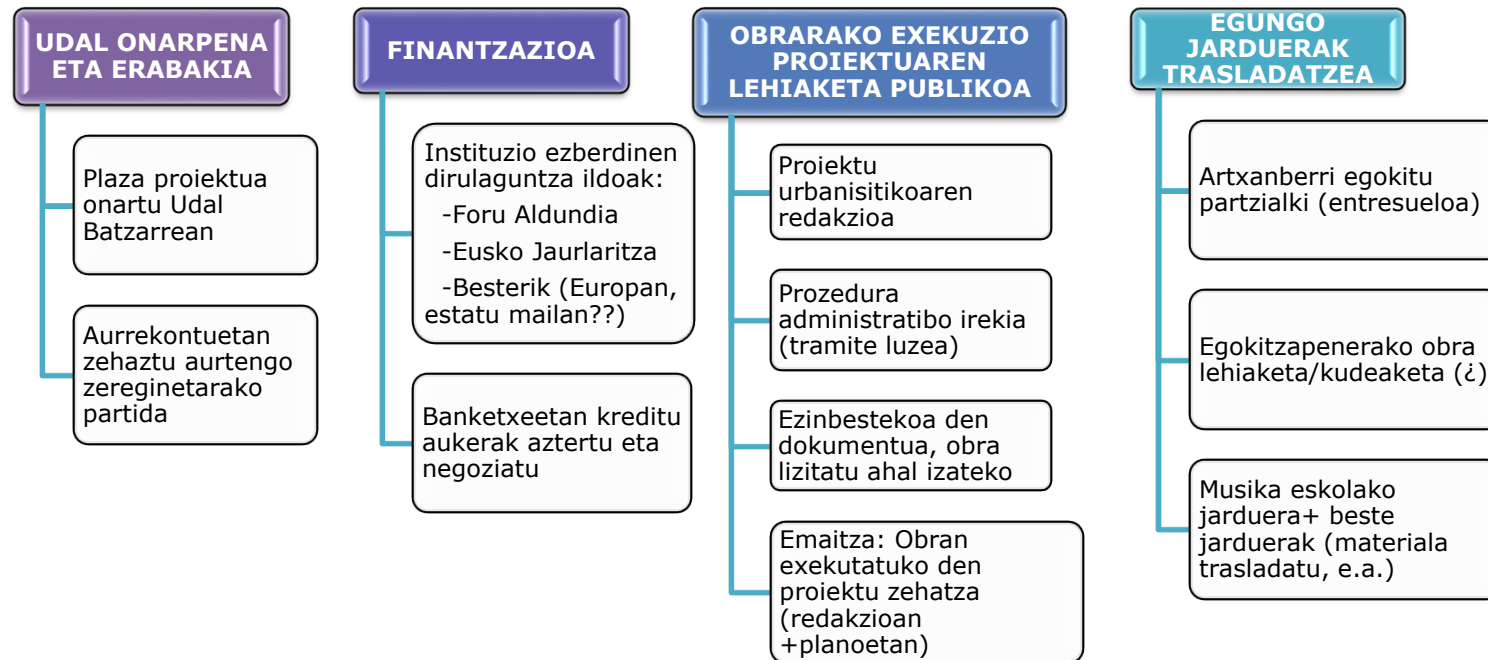 UDAL ONARPENA
ETA ERABAKIA
Plaza proiektua
onartu Udal
Batzarrean
Aurrekontuetan
zehaztu aurtengo
zereginetarako
partida
FINANTZAZIOA
Instituzio ezberdinen
dirulaguntza ildoak:
-Foru Aldundia
-Eusko Jaurlaritza
-Besterik (Europan,
estatu mailan??)
Banketxeetan kreditu
aukerak aztertu eta
negoziatu
OBRARAKO EXEKUZIO
PROIEKTUAREN
LEHIAKETA PUBLIKOA
Proiektu
urbanisitikoaren
redakzioa
Prozedura
administratibo irekia
(tramite luzea)
Ezinbestekoa den
dokumentua, obra
lizitatu ahal izateko
Emaitza: Obran
exekutatuko den
proiektu zehatza
(redakzioan
+planoetan)
EGUNGO
JARDUERAK
TRASLADATZEA
Artxanberri egokitu
partzialki (entresueloa)
Egokitzapenerako obra
lehiaketa/kudeaketa (¿)
Musika eskolako
jarduera+ beste
jarduerak (materiala
trasladatu, e.a.)